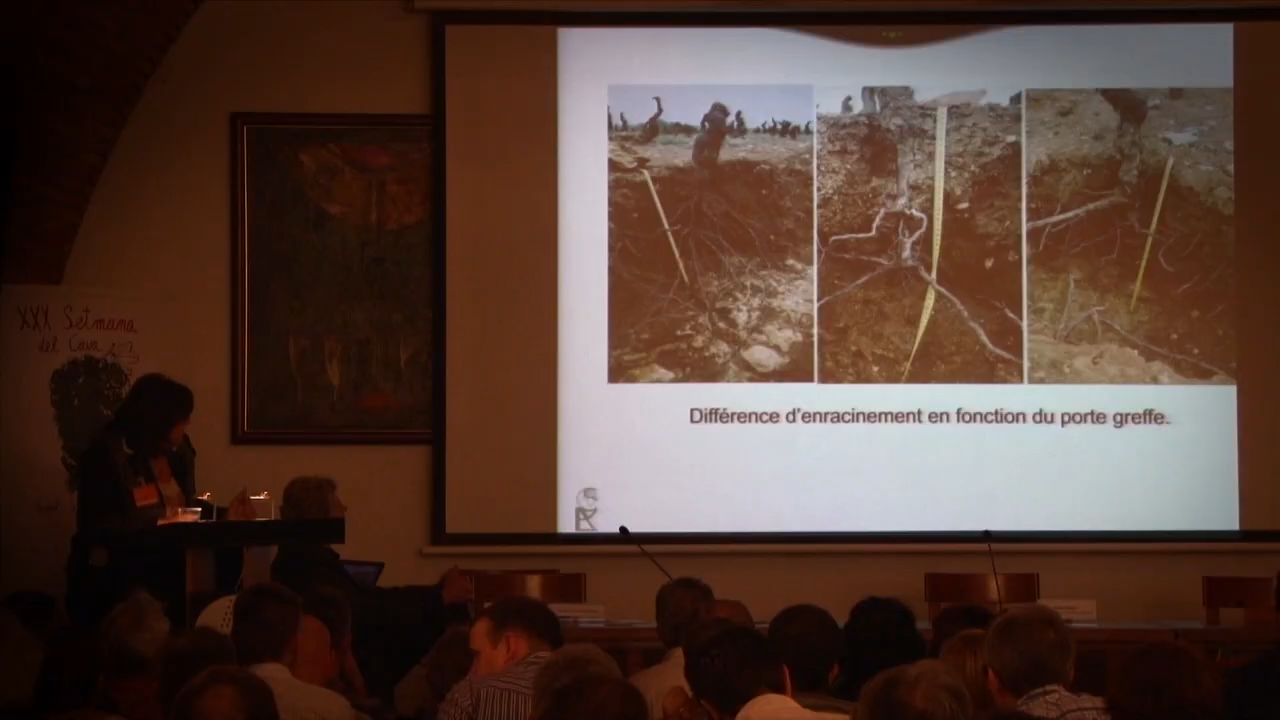 XXX Setmana
del Cava
Différence d'enracinement en fonction du porte greffe.